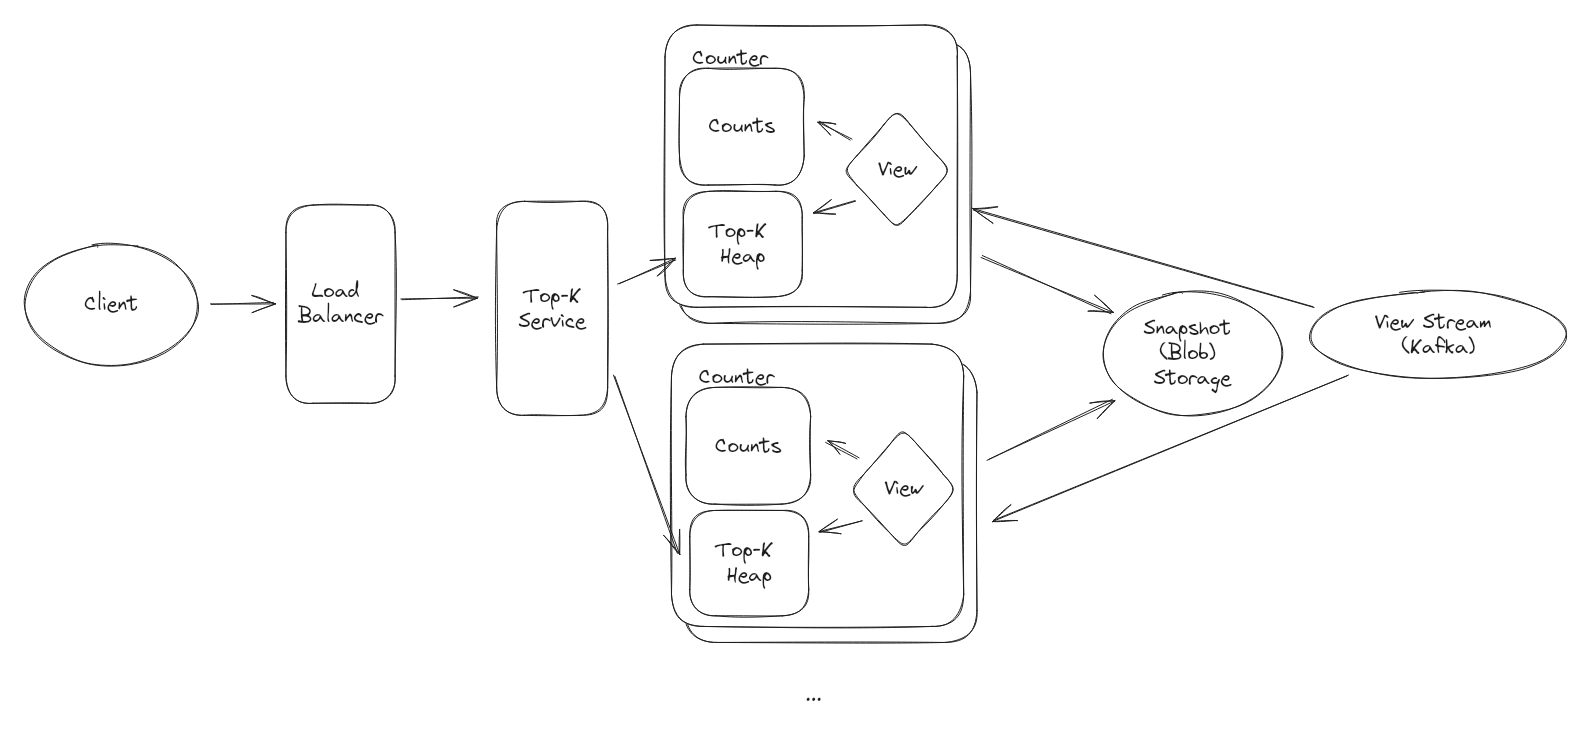 Client
Load
Balancer
Top-K
Service
Counter
Counts
View
Top-K
Heap
Counter
Counts
View
Top-K
Heap
Snapshot
(Blob)
Storage
View Stream
(Kafka)
...